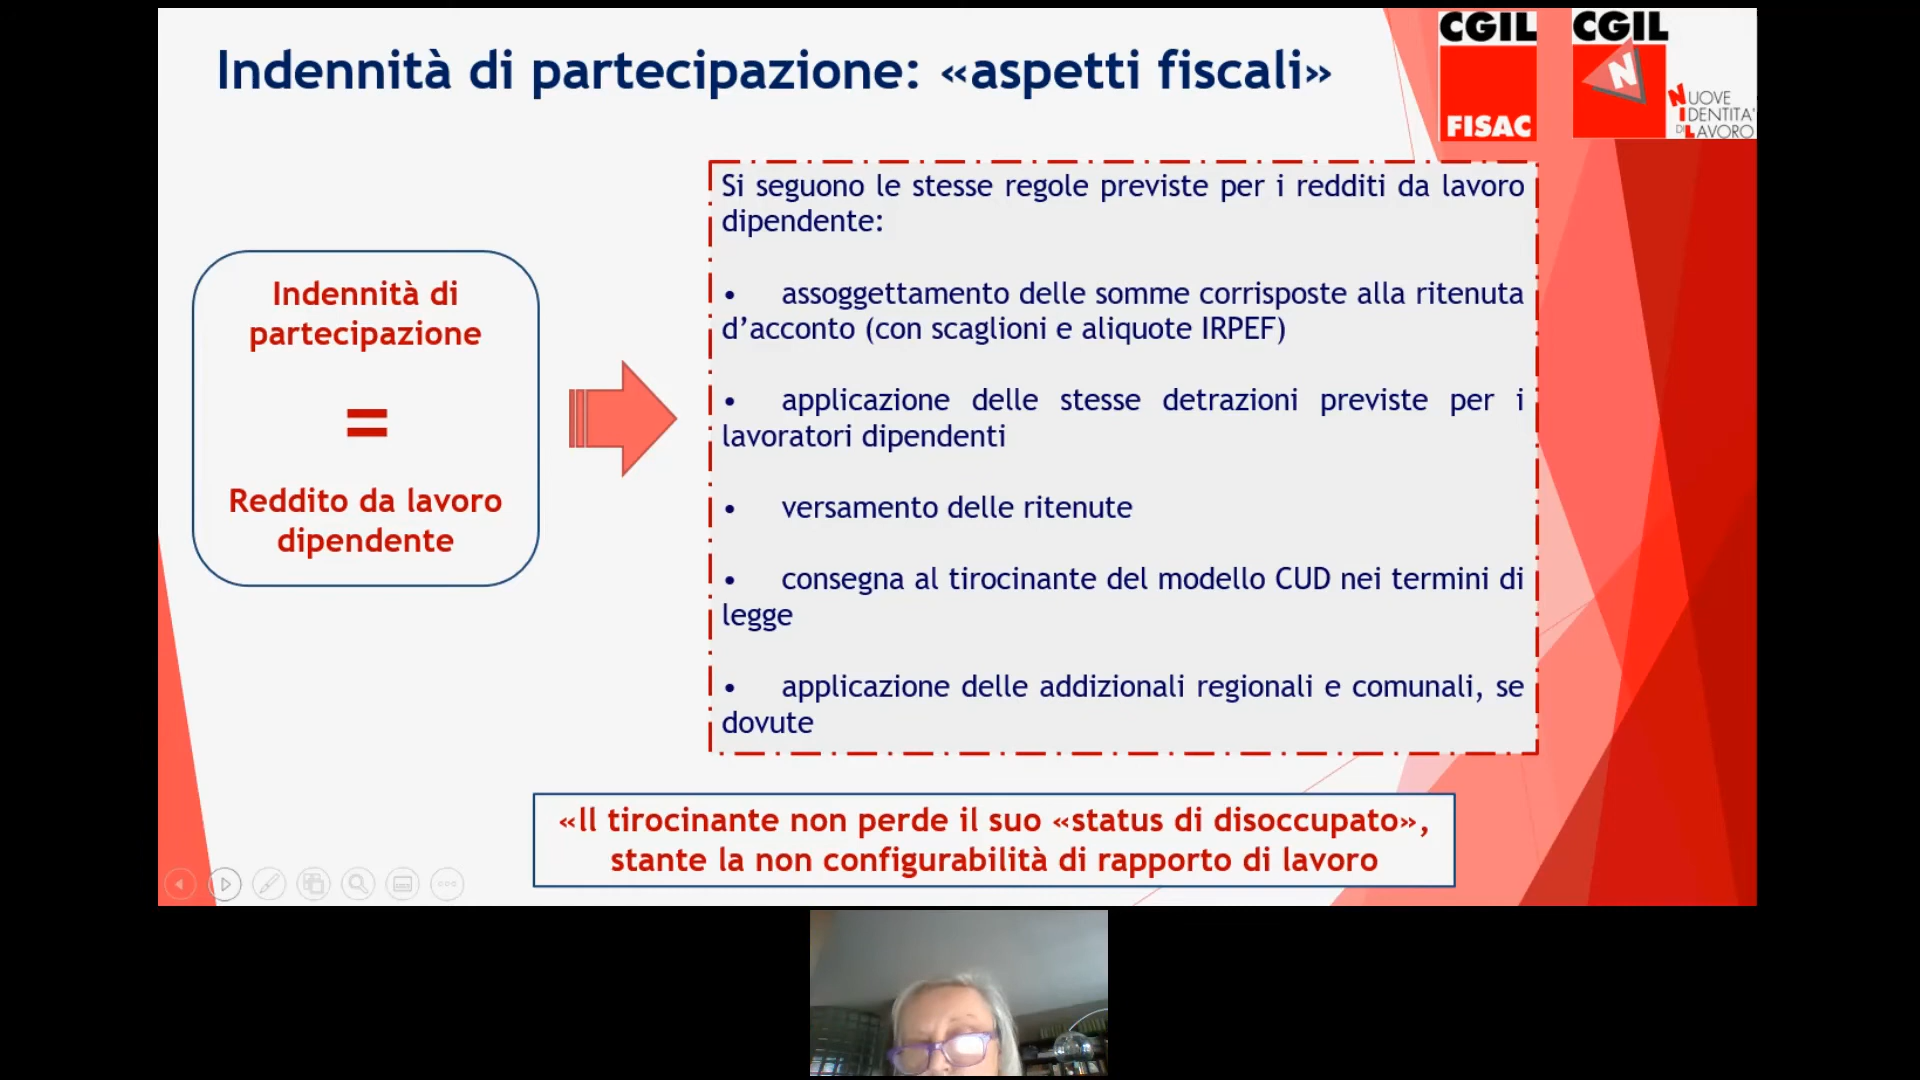 Indennità di partecipazione: «aspetti fiscali»
CGIL
FISAC
CGIL
N
NUOVE
IDENTITA'
DI LAVORO
Indennità di
partecipazione
=
Reddito da lavoro
dipendente
Si seguono le stesse regole previste per i redditi da lavoro
dipendente:
• assoggettamento delle somme corrisposte alla ritenuta
d’acconto (con scaglioni e aliquote IRPEF)
• applicazione delle stesse detrazioni previste per i
lavoratori dipendenti
• versamento delle ritenute
• consegna al tirocinante del modello CUD nei termini di
legge
• applicazione delle addizionali regionali e comunali, se
dovute
«Il tirocinante non perde il suo «status di disoccupato»,
stante la non configurabilità di rapporto di lavoro